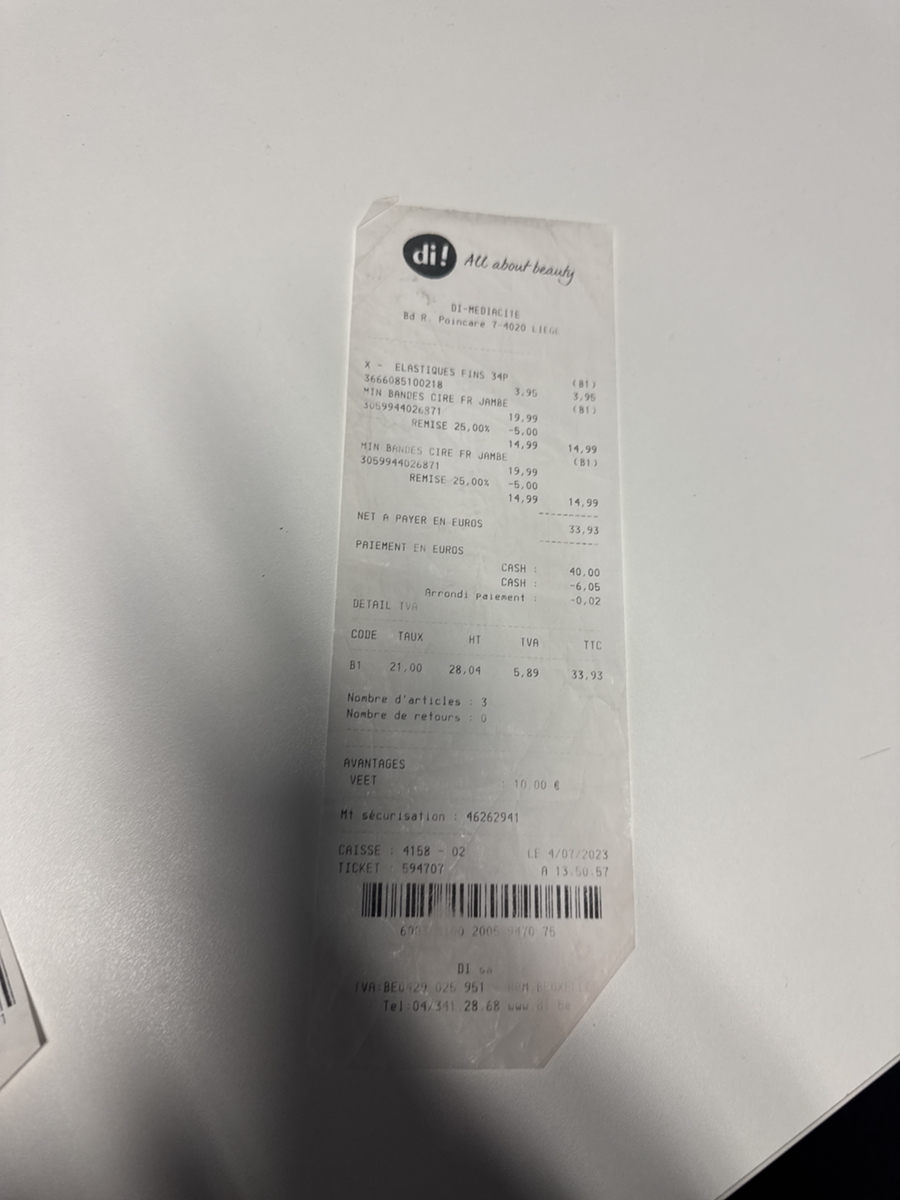 di! All about beauty
DI-MEDIACITE
Bd R. Poincare 7-4020 LIEGE
X - ELASTIQUES FINS 34P (B1)
3666085100218 3,95 3,95
MIN BANDES CIRE FR JAMBE (B1)
3059944026871 19,99
REMISE 25,00% -5,00
14,99 14,99
MIN BANDES CIRE FR JAMBE (B1)
3059944026871 19,99
REMISE 25,00% -5,00
14,99 14,99
NET A PAYER EN EUROS 33,93
PAIEMENT EN EUROS
CASH : 40,00
CASH : -6,05
Arrondi paiement : -0,02
DETAIL TVA
CODE TAUX HT TVA TTC
B1 21,00 28,04 5,89 33,93
Nombre d'articles : 3
Nombre de retours : 0
AVANTAGES
VEET : 10,00 €
Mt sécurisation : 46262941
CAISSE : 4158 - 02 LE 4/07/2023
TICKET : 594707 A 13.50.57
DI sa
TVA:BE0429 026 961
Tel:04/341.28.68